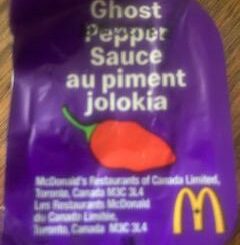 Ghost
Pepper
Sauce
au piment
jolokia
McDonald's Restaurants of Canada Limited,
Toronto, Canada M3C 3L4
Les Restaurants McDonald
du Canada Limitée,
Toronto, Canada M3C 3L4